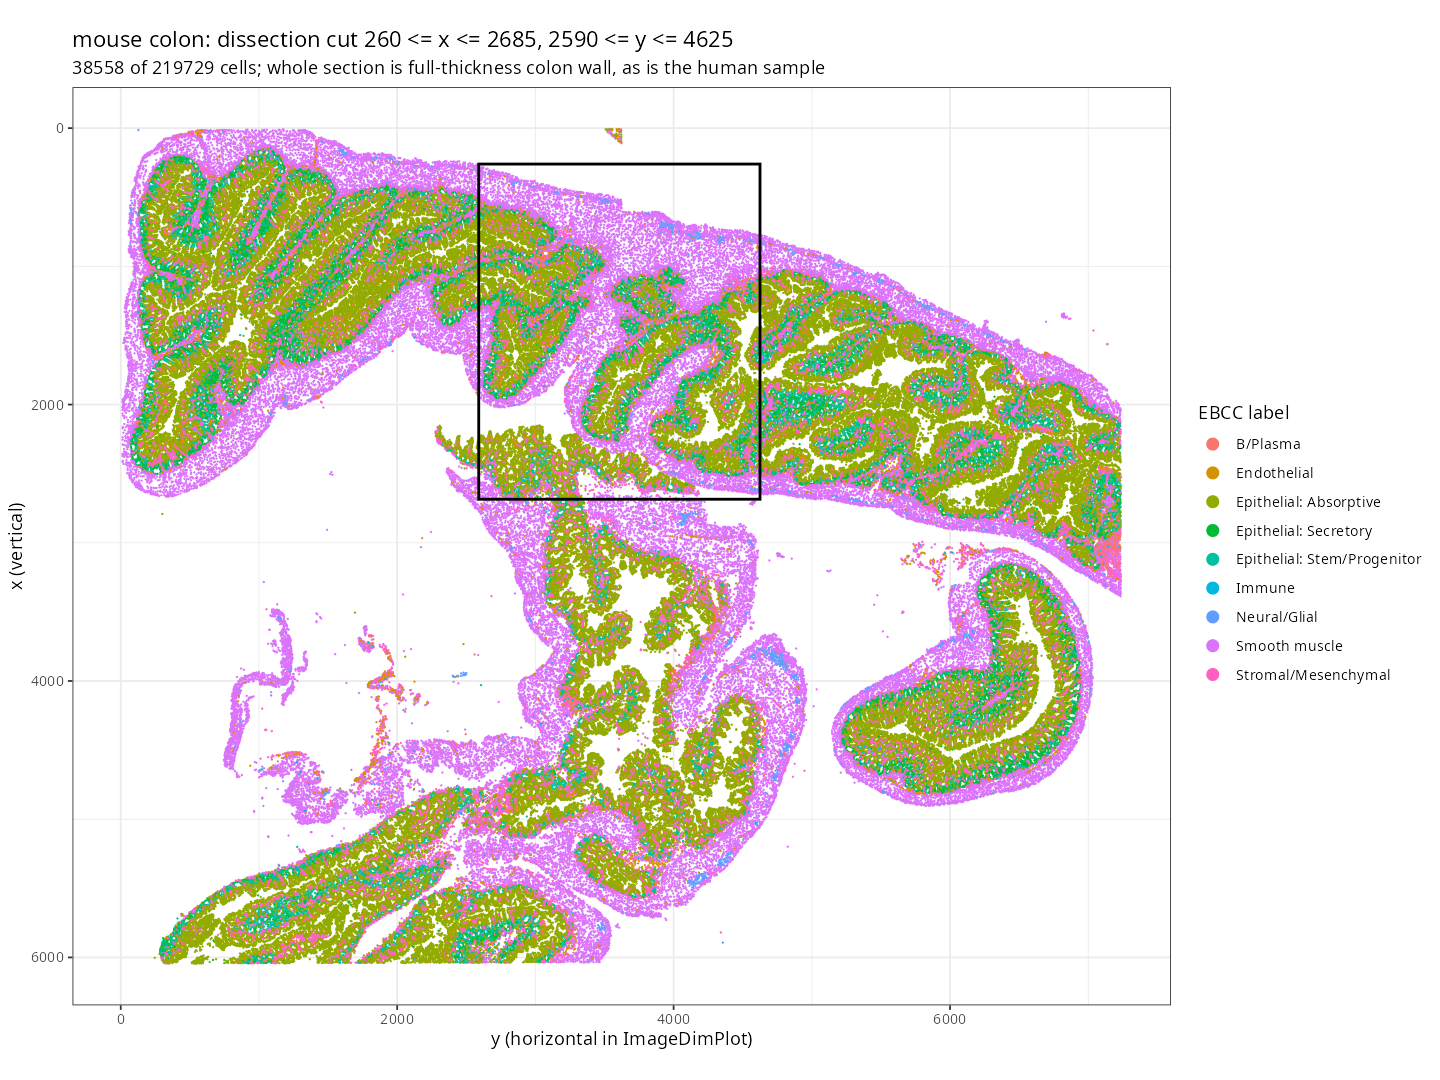 mouse colon: dissection cut 260 <= x <= 2685, 2590 <= y <= 4625
38558 of 219729 cells; whole section is full-thickness colon wall, as is the human sample
0
2000
4000
6000
x (vertical)
0
2000
4000
6000
y (horizontal in ImageDimPlot)
EBCC label
B/Plasma
Endothelial
Epithelial: Absorptive
Epithelial: Secretory
Epithelial: Stem/Progenitor
Immune
Neural/Glial
Smooth muscle
Stromal/Mesenchymal